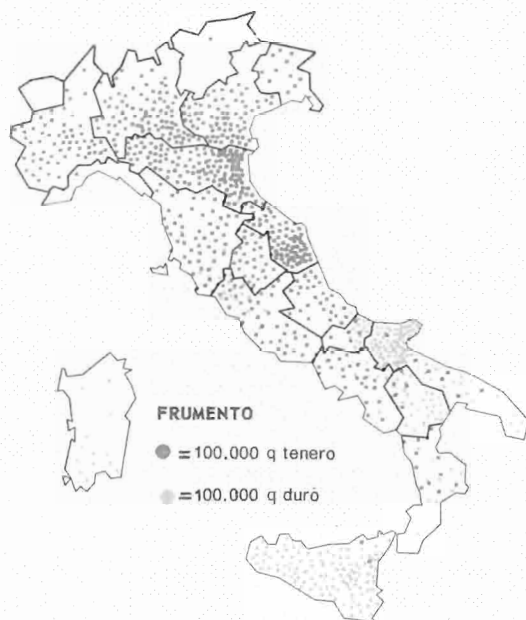 FRUMENTO
= 100.000 q tenero
= 100.000 q duro